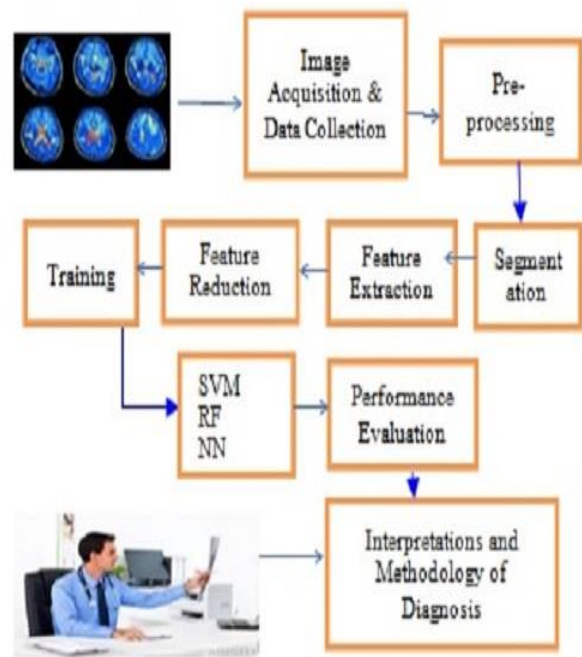 Image
Acquisition &
Data Collection
Pre-
processing
Segment
ation
Feature
Extraction
Feature
Reduction
Training
SVM
RF
NN
Performance
Evaluation
Interpretations and
Methodology of
Diagnosis